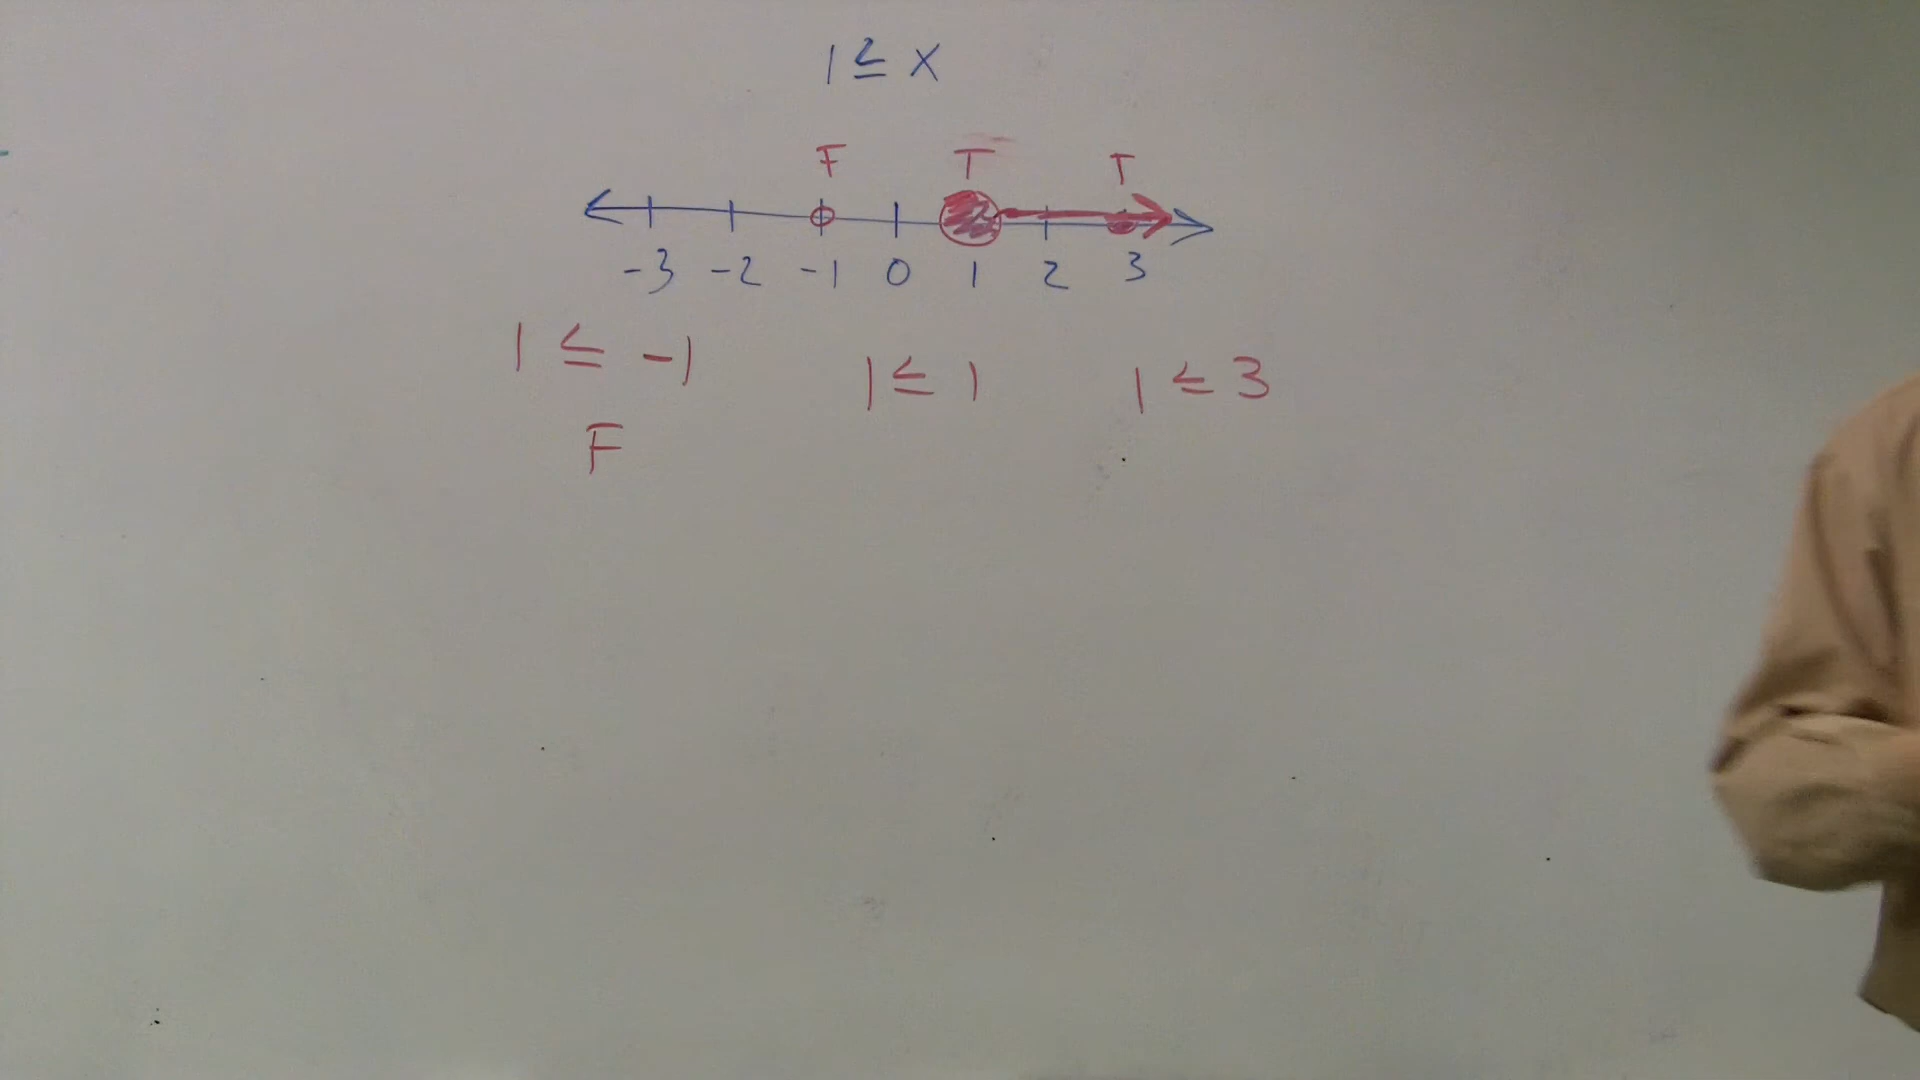 1 ≤ x
F T T
-3 -2 -1 0 1 2 3
1 ≤ -1 1 ≤ 1 1 ≤ 3
F